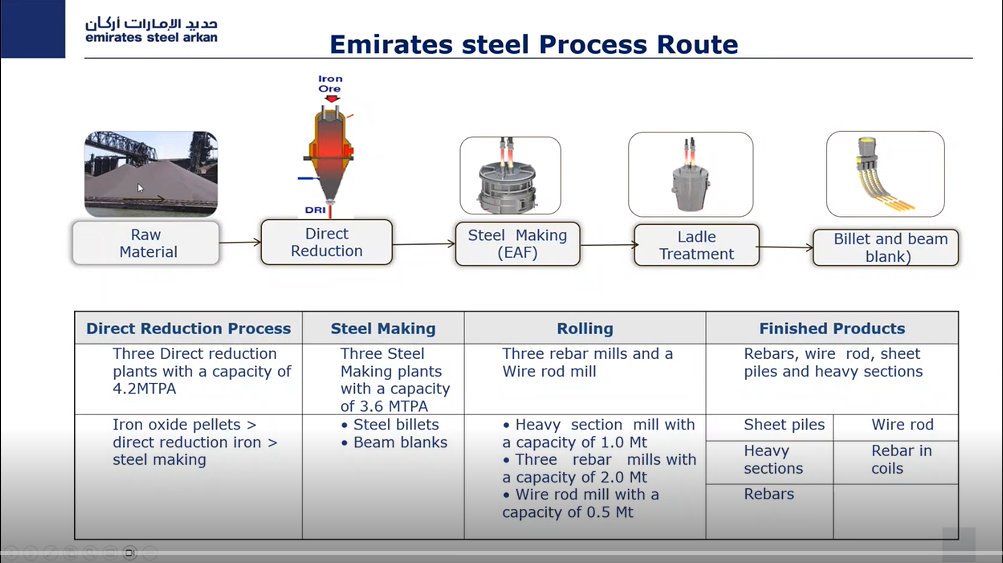 حديد الإمارات أركان
emirates steel arkan
Emirates steel Process Route
Iron
Ore
DRI
Raw
Material
Direct
Reduction
Steel Making
(EAF)
Ladle
Treatment
Billet and beam
blank)
Direct Reduction Process
Steel Making
Rolling
Finished Products
Three Direct reduction
plants with a capacity of
4.2MTPA
Three Steel
Making plants
with a capacity
of 3.6 MTPA
Three rebar mills and a
Wire rod mill
Rebars, wire rod, sheet
piles and heavy sections
Iron oxide pellets >
direct reduction iron >
steel making
• Steel billets
• Beam blanks
• Heavy section mill with
a capacity of 1.0 Mt
• Three rebar mills with
a capacity of 2.0 Mt
• Wire rod mill with a
capacity of 0.5 Mt
Sheet piles
Wire rod
Heavy
sections
Rebar in
coils
Rebars